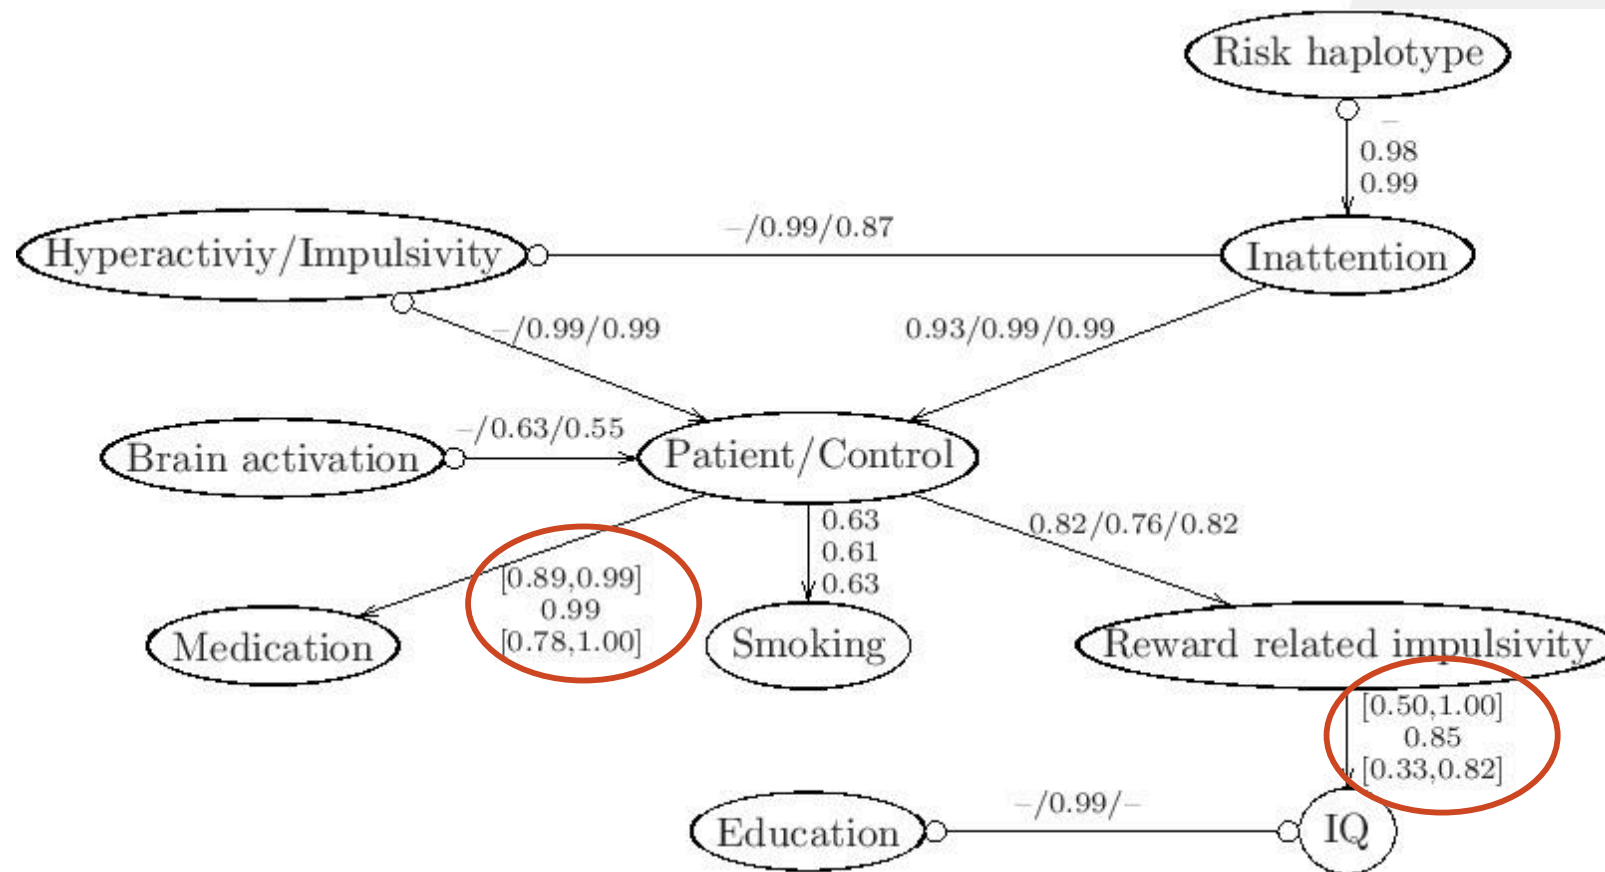 Risk haplotype
–
0.98
0.99
–/0.99/0.87
Hyperactiviy/Impulsivity
Inattention
–/0.99/0.99
0.93/0.99/0.99
–/0.63/0.55
Brain activation
Patient/Control
0.63
0.61
0.63
0.82/0.76/0.82
[0.89,0.99]
0.99
[0.78,1.00]
Medication
Smoking
Reward related impulsivity
[0.50,1.00]
0.85
[0.33,0.82]
–/0.99/–
Education
IQ